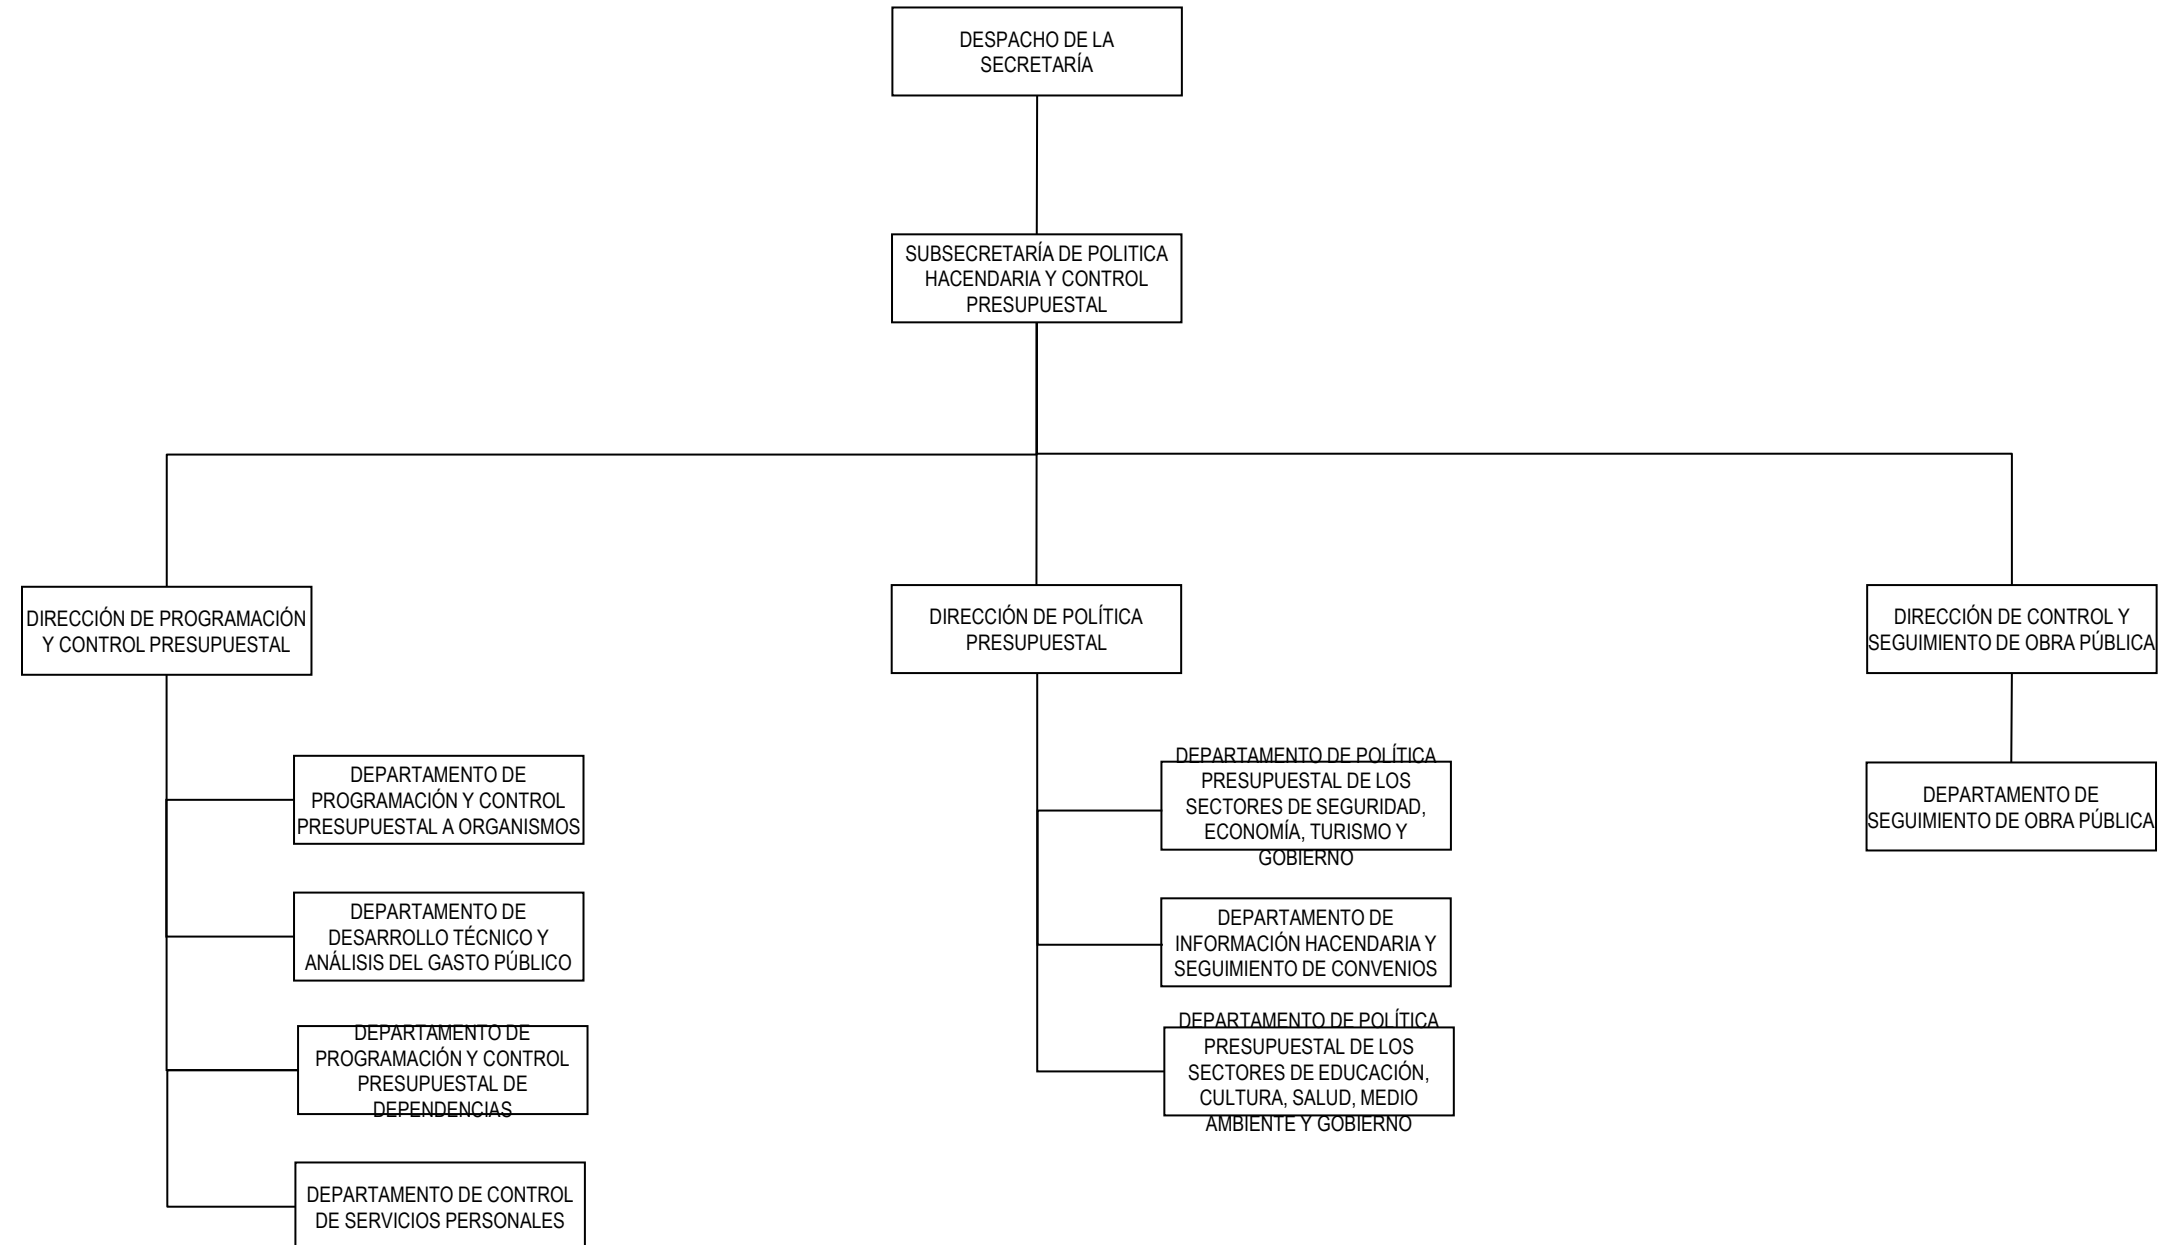 DESPACHO DE LA
SECRETARÍA
SUBSECRETARÍA DE POLITICA
HACENDARIA Y CONTROL
PRESUPUESTAL
DIRECCIÓN DE PROGRAMACIÓN
Y CONTROL PRESUPUESTAL
DIRECCIÓN DE POLÍTICA
PRESUPUESTAL
DIRECCIÓN DE CONTROL Y
SEGUIMIENTO DE OBRA PÚBLICA
DEPARTAMENTO DE
PROGRAMACIÓN Y CONTROL
PRESUPUESTAL A ORGANISMOS
DEPARTAMENTO DE
DESARROLLO TÉCNICO Y
ANÁLISIS DEL GASTO PÚBLICO
DEPARTAMENTO DE
PROGRAMACIÓN Y CONTROL
PRESUPUESTAL DE
DEPENDENCIAS
DEPARTAMENTO DE CONTROL
DE SERVICIOS PERSONALES
DEPARTAMENTO DE POLÍTICA
PRESUPUESTAL DE LOS
SECTORES DE SEGURIDAD,
ECONOMÍA, TURISMO Y
GOBIERNO
DEPARTAMENTO DE
INFORMACIÓN HACENDARIA Y
SEGUIMIENTO DE CONVENIOS
DEPARTAMENTO DE POLÍTICA
PRESUPUESTAL DE LOS
SECTORES DE EDUCACIÓN,
CULTURA, SALUD, MEDIO
AMBIENTE Y GOBIERNO
DEPARTAMENTO DE
SEGUIMIENTO DE OBRA PÚBLICA